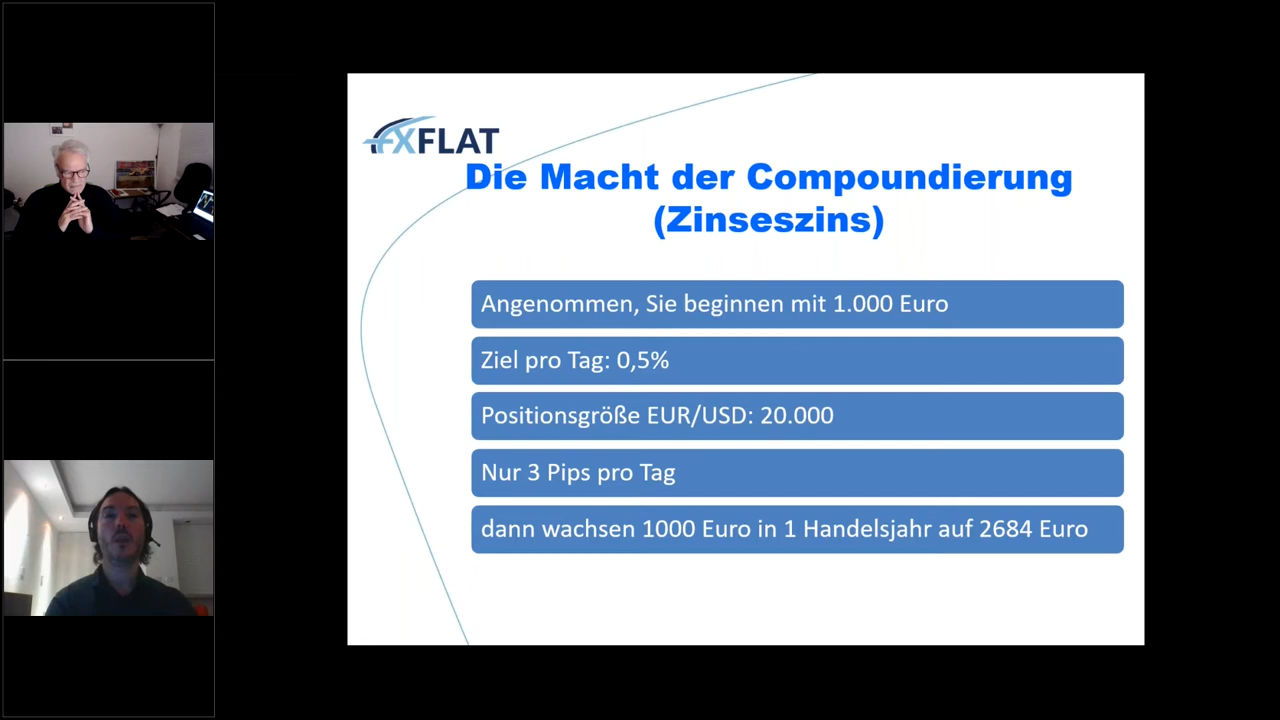 FXFLAT
Die Macht der Compoundierung
(Zinseszins)
Angenommen, Sie beginnen mit 1.000 Euro
Ziel pro Tag: 0,5%
Positionsgröße EUR/USD: 20.000
Nur 3 Pips pro Tag
dann wachsen 1000 Euro in 1 Handelsjahr auf 2684 Euro